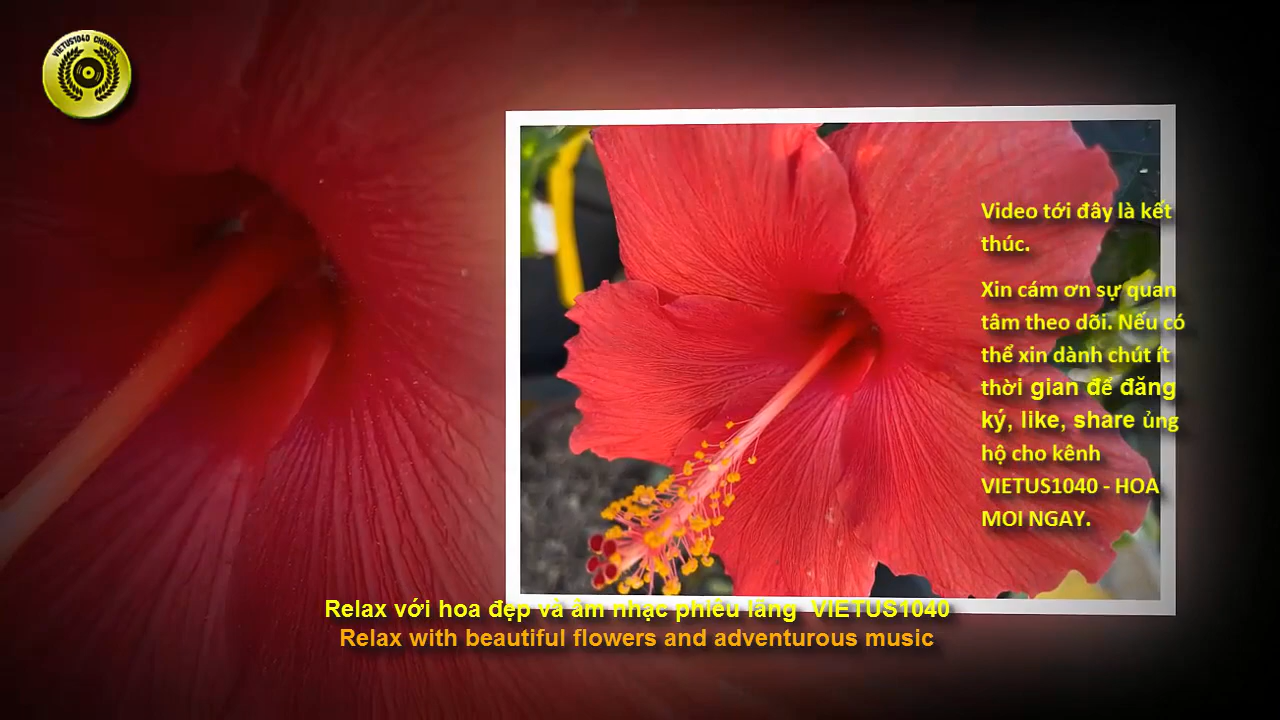 VIETUS1040 CHANNEL
Video tới đây là kết
thúc.
Xin cám ơn sự quan
tâm theo dõi. Nếu có
thể xin dành chút ít
thời gian để đăng
ký, like, share ủng
hộ cho kênh
VIETUS1040 - HOA
MOI NGAY.
Relax với hoa đẹp và âm nhạc phiêu lãng VIETUS1040
Relax with beautiful flowers and adventurous music